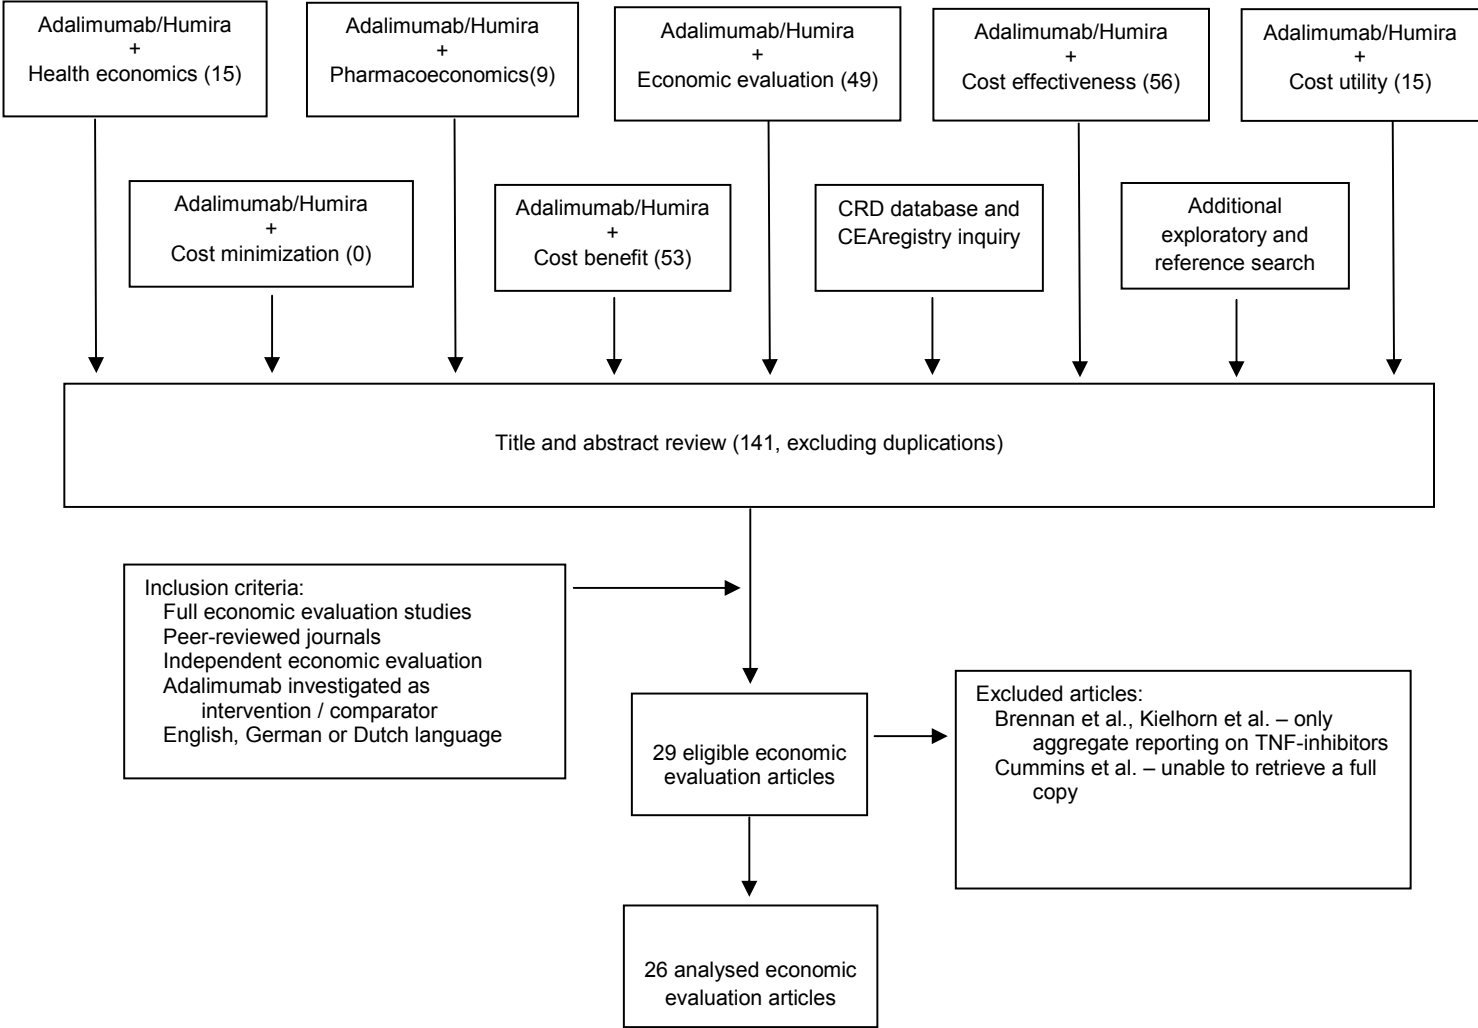 Adalimumab/Humira
+
Health economics (15)
Adalimumab/Humira
+
Pharmacoeconomics(9)
Adalimumab/Humira
+
Economic evaluation (49)
Adalimumab/Humira
+
Cost effectiveness (56)
Adalimumab/Humira
+
Cost utility (15)
Adalimumab/Humira
+
Cost minimization (0)
Adalimumab/Humira
+
Cost benefit (53)
CRD database and
CEAregistry inquiry
Additional
exploratory and
reference search
Title and abstract review (141, excluding duplications)
Inclusion criteria:
Full economic evaluation studies
Peer-reviewed journals
Independent economic evaluation
Adalimumab investigated as
intervention / comparator
English, German or Dutch language
29 eligible economic
evaluation articles
Excluded articles:
Brennan et al., Kielhorn et al. – only
aggregate reporting on TNF-inhibitors
Cummins et al. – unable to retrieve a full
copy
26 analysed economic
evaluation articles